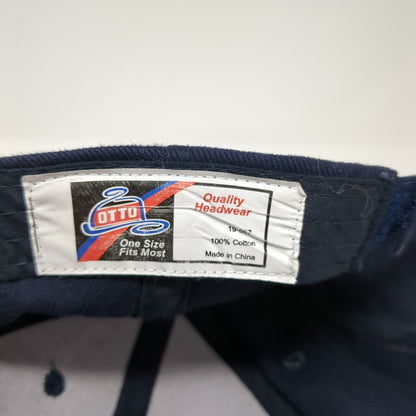 OTTO
One Size
Fits Most
Quality
Headwear
100% Cotton
Made in China